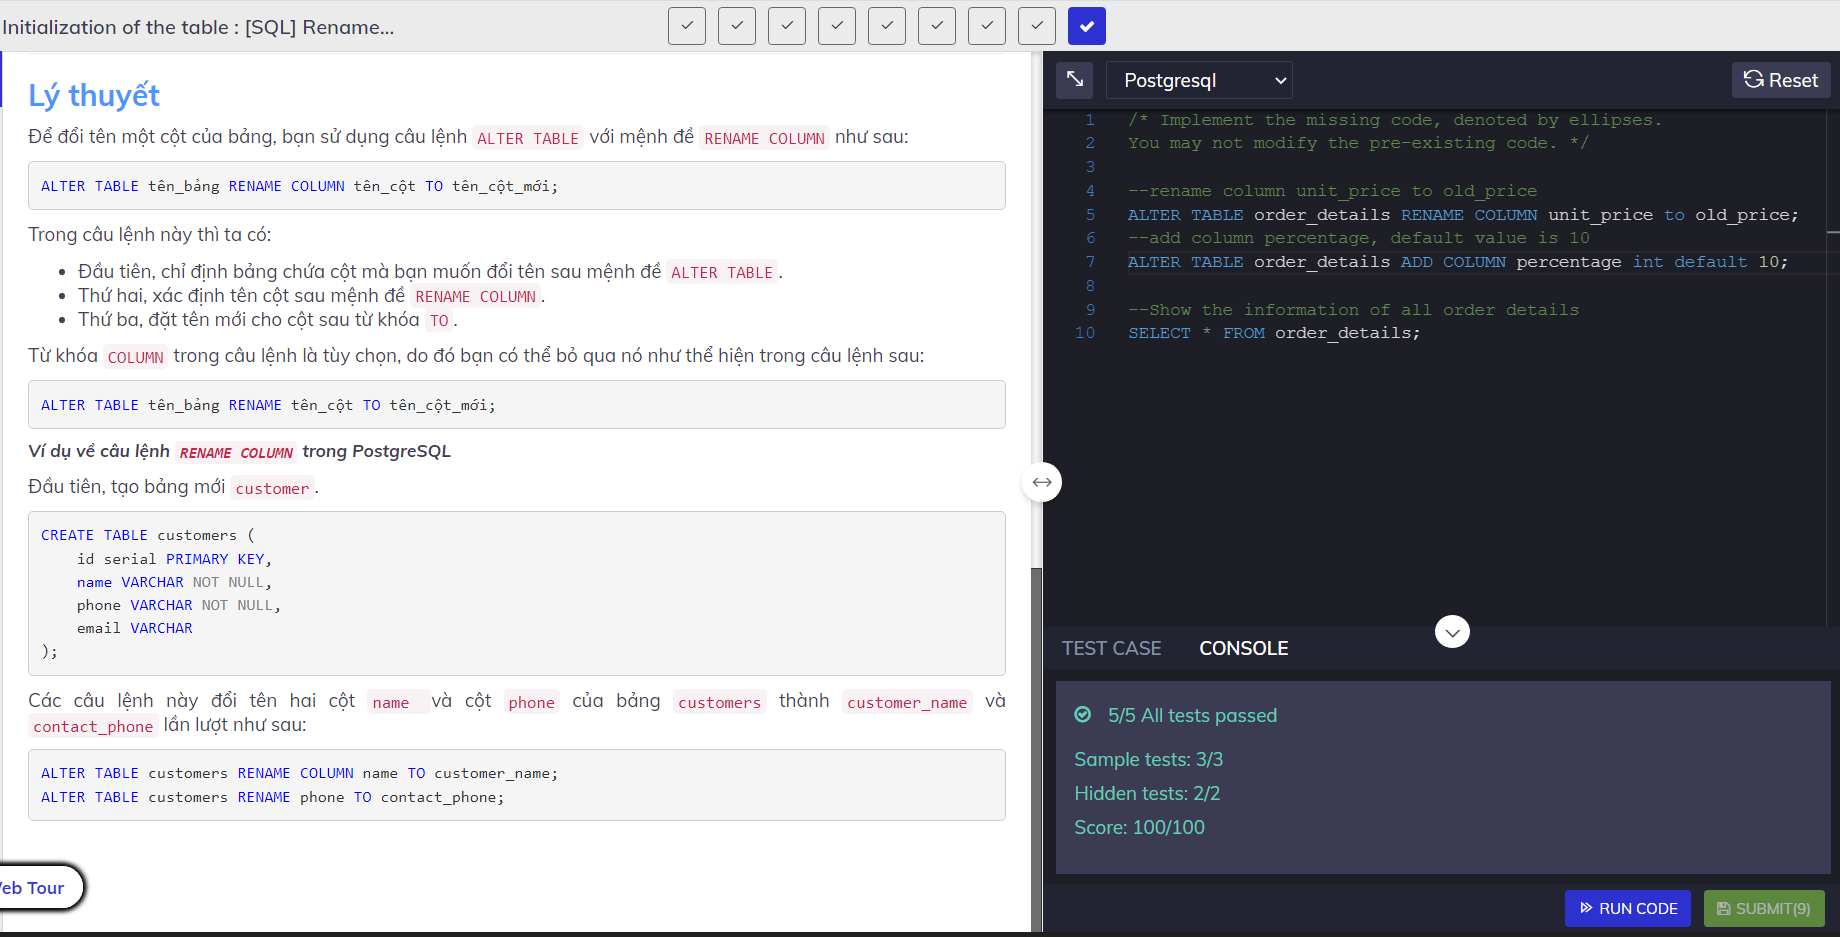 Initialization of the table : [SQL] Rename...
Lý thuyết
Để đổi tên một cột của bảng, bạn sử dụng câu lệnh ALTER TABLE với mệnh đề RENAME COLUMN như sau:
ALTER TABLE tên_bảng RENAME COLUMN tên_cột TO tên_cột_mới;
Trong câu lệnh này thì ta có:
• Đầu tiên, chỉ định bảng chứa cột mà bạn muốn đổi tên sau mệnh đề ALTER TABLE.
• Thứ hai, xác định tên cột sau mệnh đề RENAME COLUMN.
• Thứ ba, đặt tên mới cho cột sau từ khóa TO.
Từ khóa COLUMN trong câu lệnh là tùy chọn, do đó bạn có thể bỏ qua nó như thể hiện trong câu lệnh sau:
ALTER TABLE tên_bảng RENAME tên_cột TO tên_cột_mới;
Ví dụ về câu lệnh RENAME COLUMN trong PostgreSQL
Đầu tiên, tạo bảng mới customer.
CREATE TABLE customers (
id serial PRIMARY KEY,
name VARCHAR NOT NULL,
phone VARCHAR NOT NULL,
email VARCHAR
);
Các câu lệnh này đổi tên hai cột name và cột phone của bảng customers thành customer_name và
contact_phone lần lượt như sau:
ALTER TABLE customers RENAME COLUMN name TO customer_name;
ALTER TABLE customers RENAME phone TO contact_phone;
eb Tour
Postgresql
Reset
1 /* Implement the missing code, denoted by ellipses.
2 You may not modify the pre-existing code. */
3
4 --rename column unit_price to old_price
5 ALTER TABLE order_details RENAME COLUMN unit_price to old_price;
6 --add column percentage, default value is 10
7 ALTER TABLE order_details ADD COLUMN percentage int default 10;
8
9 --Show the information of all order details
10 SELECT * FROM order_details;
TEST CASE CONSOLE
5/5 All tests passed
Sample tests: 3/3
Hidden tests: 2/2
Score: 100/100
RUN CODE SUBMIT(9)